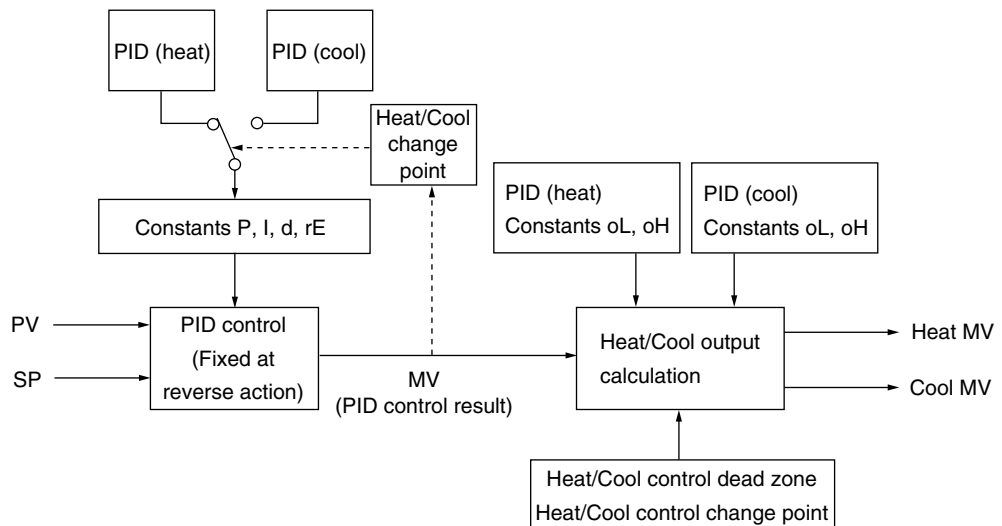 PID (heat)
PID (cool)
Heat/Cool
change
point
PID (heat)
Constants oL, oH
PID (cool)
Constants oL, oH
Constants P, I, d, rE
PV
SP
PID control
(Fixed at
reverse action)
MV
(PID control result)
Heat/Cool output
calculation
Heat MV
Cool MV
Heat/Cool control dead zone
Heat/Cool control change point